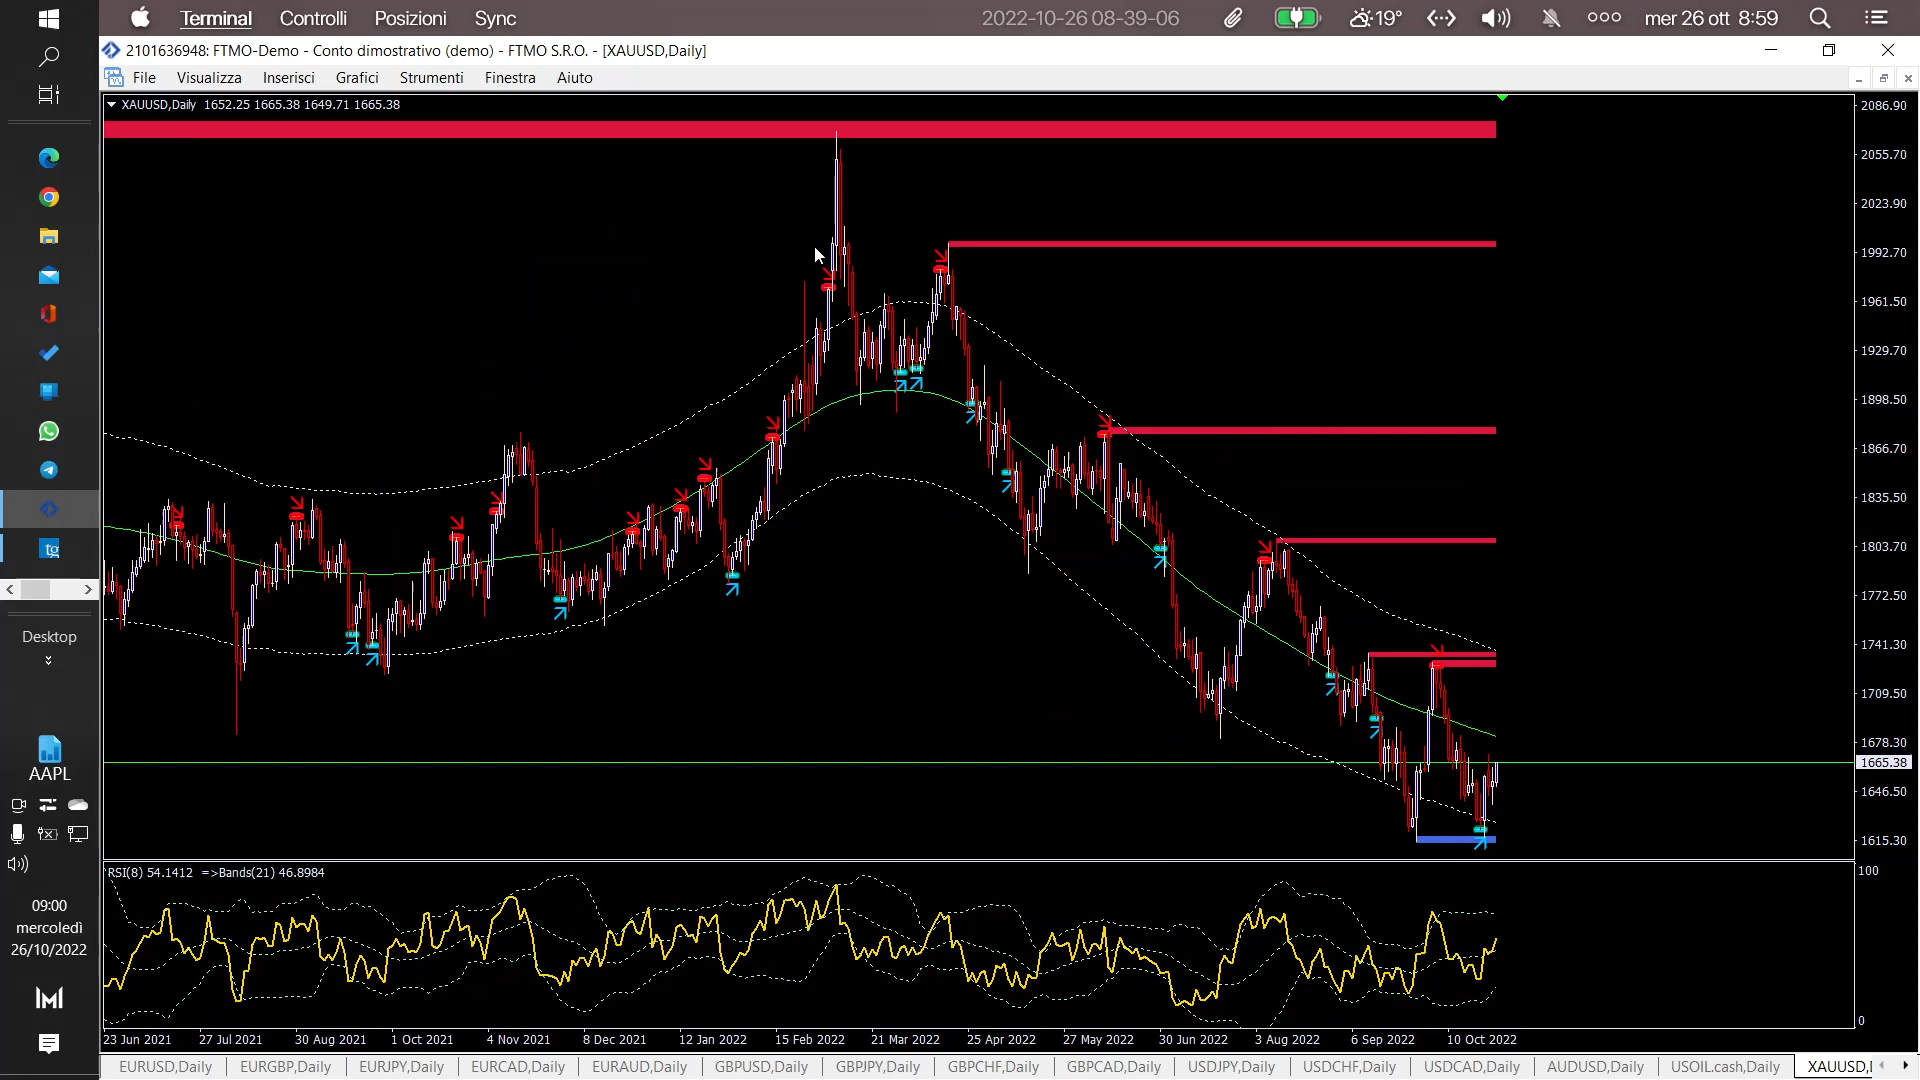 Terminal Controlli Posizioni Sync 2022-10-26 08-39-06 19° mer 26 ott 8:59
2101636948: FTMO-Demo - Conto dimostrativo (demo) - FTMO S.R.O. - [XAUUSD,Daily]
File Visualizza Inserisci Grafici Strumenti Finestra Aiuto
XAUUSD,Daily 1652.25 1665.38 1649.71 1665.38
2086.90
2055.70
2023.90
1992.70
1961.50
1929.70
1898.50
1866.70
1835.50
1803.70
1772.50
1741.30
1709.50
1678.30
1665.38
1646.50
1615.30
RSI(8) 54.1412 =>Bands(21) 46.8984
100
0
23 Jun 2021 27 Jul 2021 30 Aug 2021 1 Oct 2021 4 Nov 2021 8 Dec 2021 12 Jan 2022 15 Feb 2022 21 Mar 2022 25 Apr 2022 27 May 2022 30 Jun 2022 3 Aug 2022 6 Sep 2022 10 Oct 2022
EURUSD,Daily EURGBP,Daily EURJPY,Daily EURCAD,Daily EURAUD,Daily GBPUSD,Daily GBPJPY,Daily GBPCHF,Daily GBPCAD,Daily USDJPY,Daily USDCHF,Daily USDCAD,Daily AUDUSD,Daily USOIL.cash,Daily XAUUSD,
tg
Desktop
AAPL
09:00
mercoledì
26/10/2022